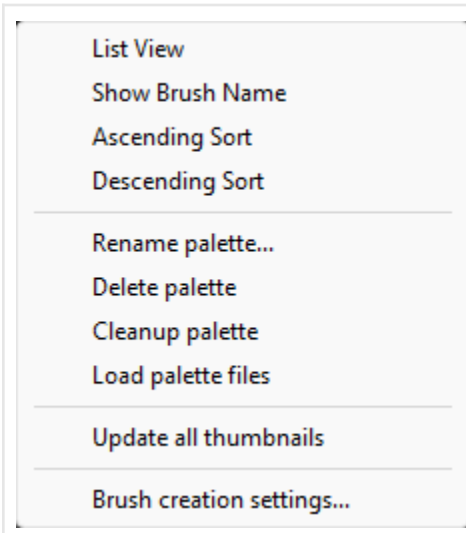 List View
Show Brush Name
Ascending Sort
Descending Sort
Rename palette...
Delete palette
Cleanup palette
Load palette files
Update all thumbnails
Brush creation settings...